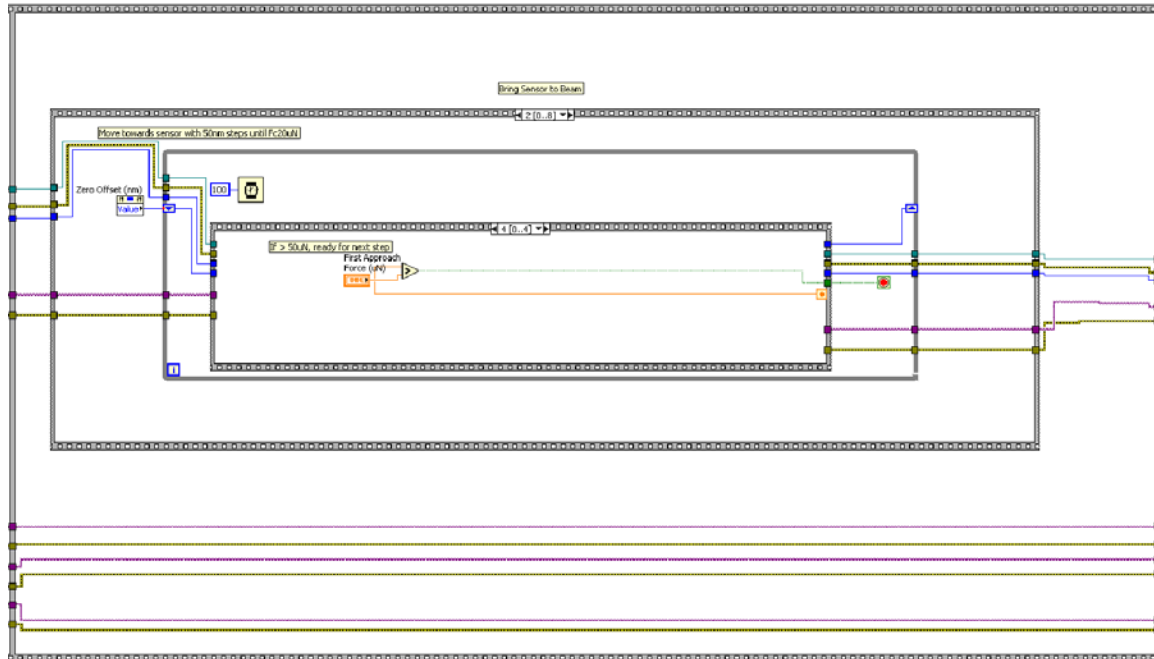 Bring Sensor to Beam
2 [0..8]
Move towards sensor with 50nm steps until Fc20uN
Zero Offset (nm)
Value
100
4 [0..4]
If > 50uN, ready for next step
First Approach
Force (uN)
>
i